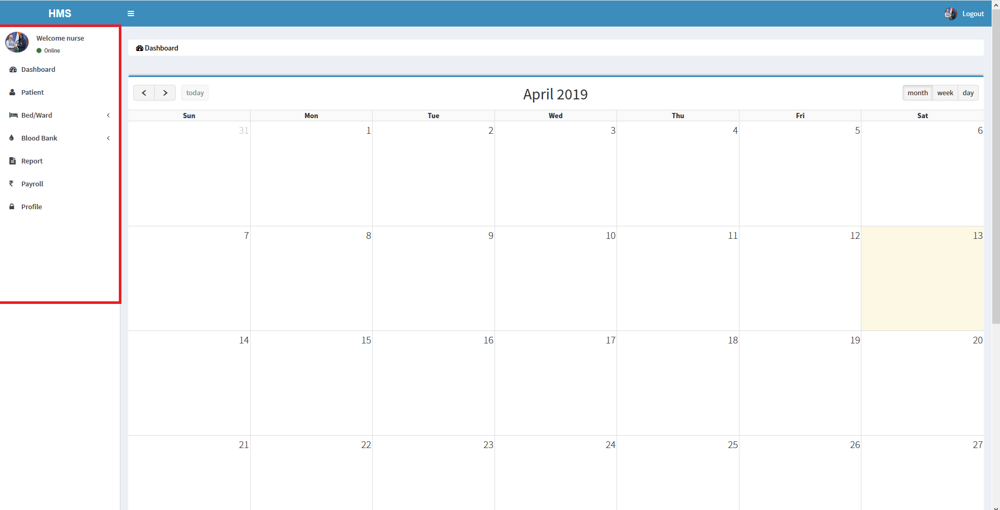 HMS
Logout
Welcome nurse
Online
Dashboard
Patient
Bed/Ward
Blood Bank
Report
Payroll
Profile
Dashboard
today
April 2019
month week day
Sun Mon Tue Wed Thu Fri Sat
31 1 2 3 4 5 6
7 8 9 10 11 12 13
14 15 16 17 18 19 20
21 22 23 24 25 26 27